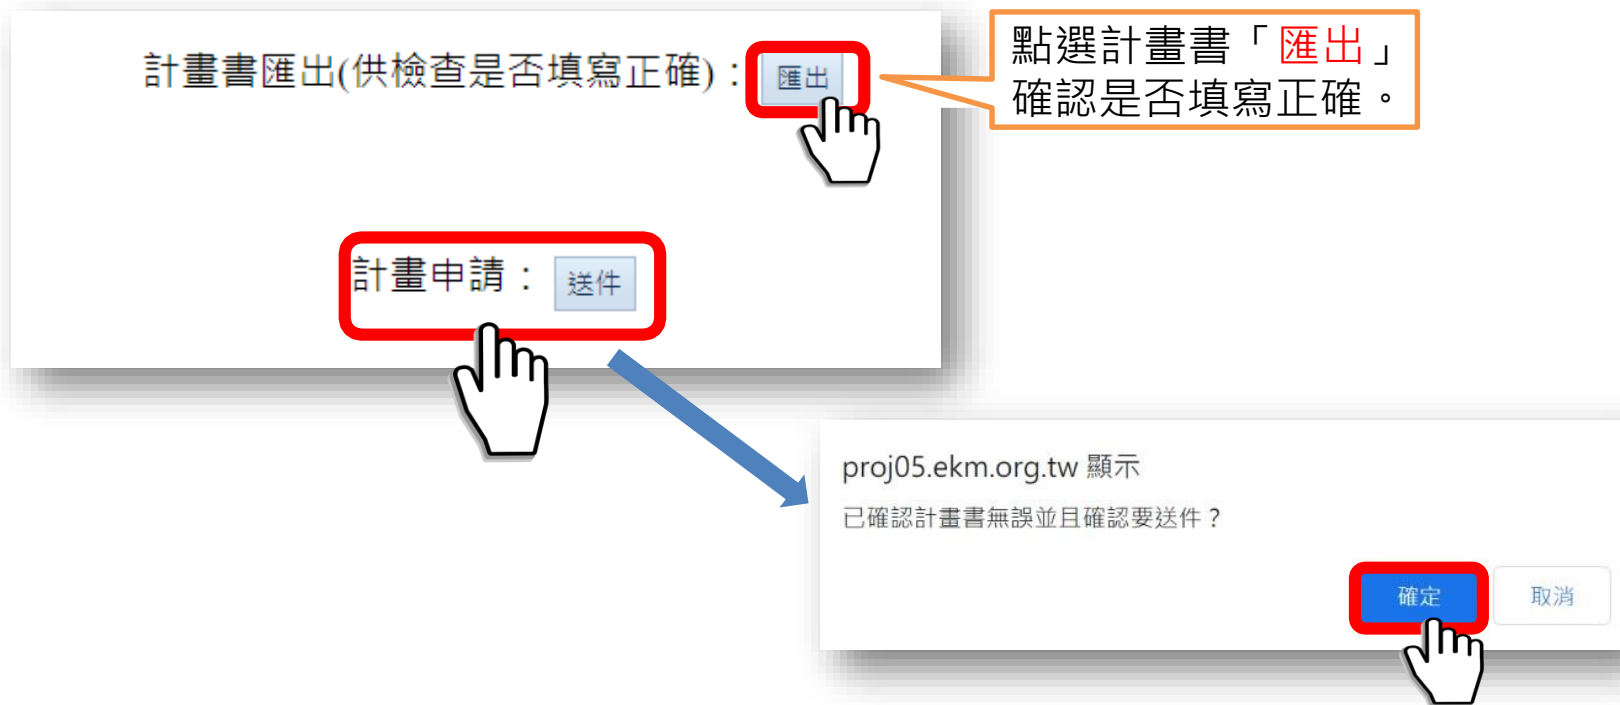 計畫書匯出(供檢查是否填寫正確)： 匯出
點選計畫書「匯出」
確認是否填寫正確。
計畫申請： 送件
proj05.ekm.org.tw 顯示
已確認計畫書無誤並且確認要送件？
確定 取消